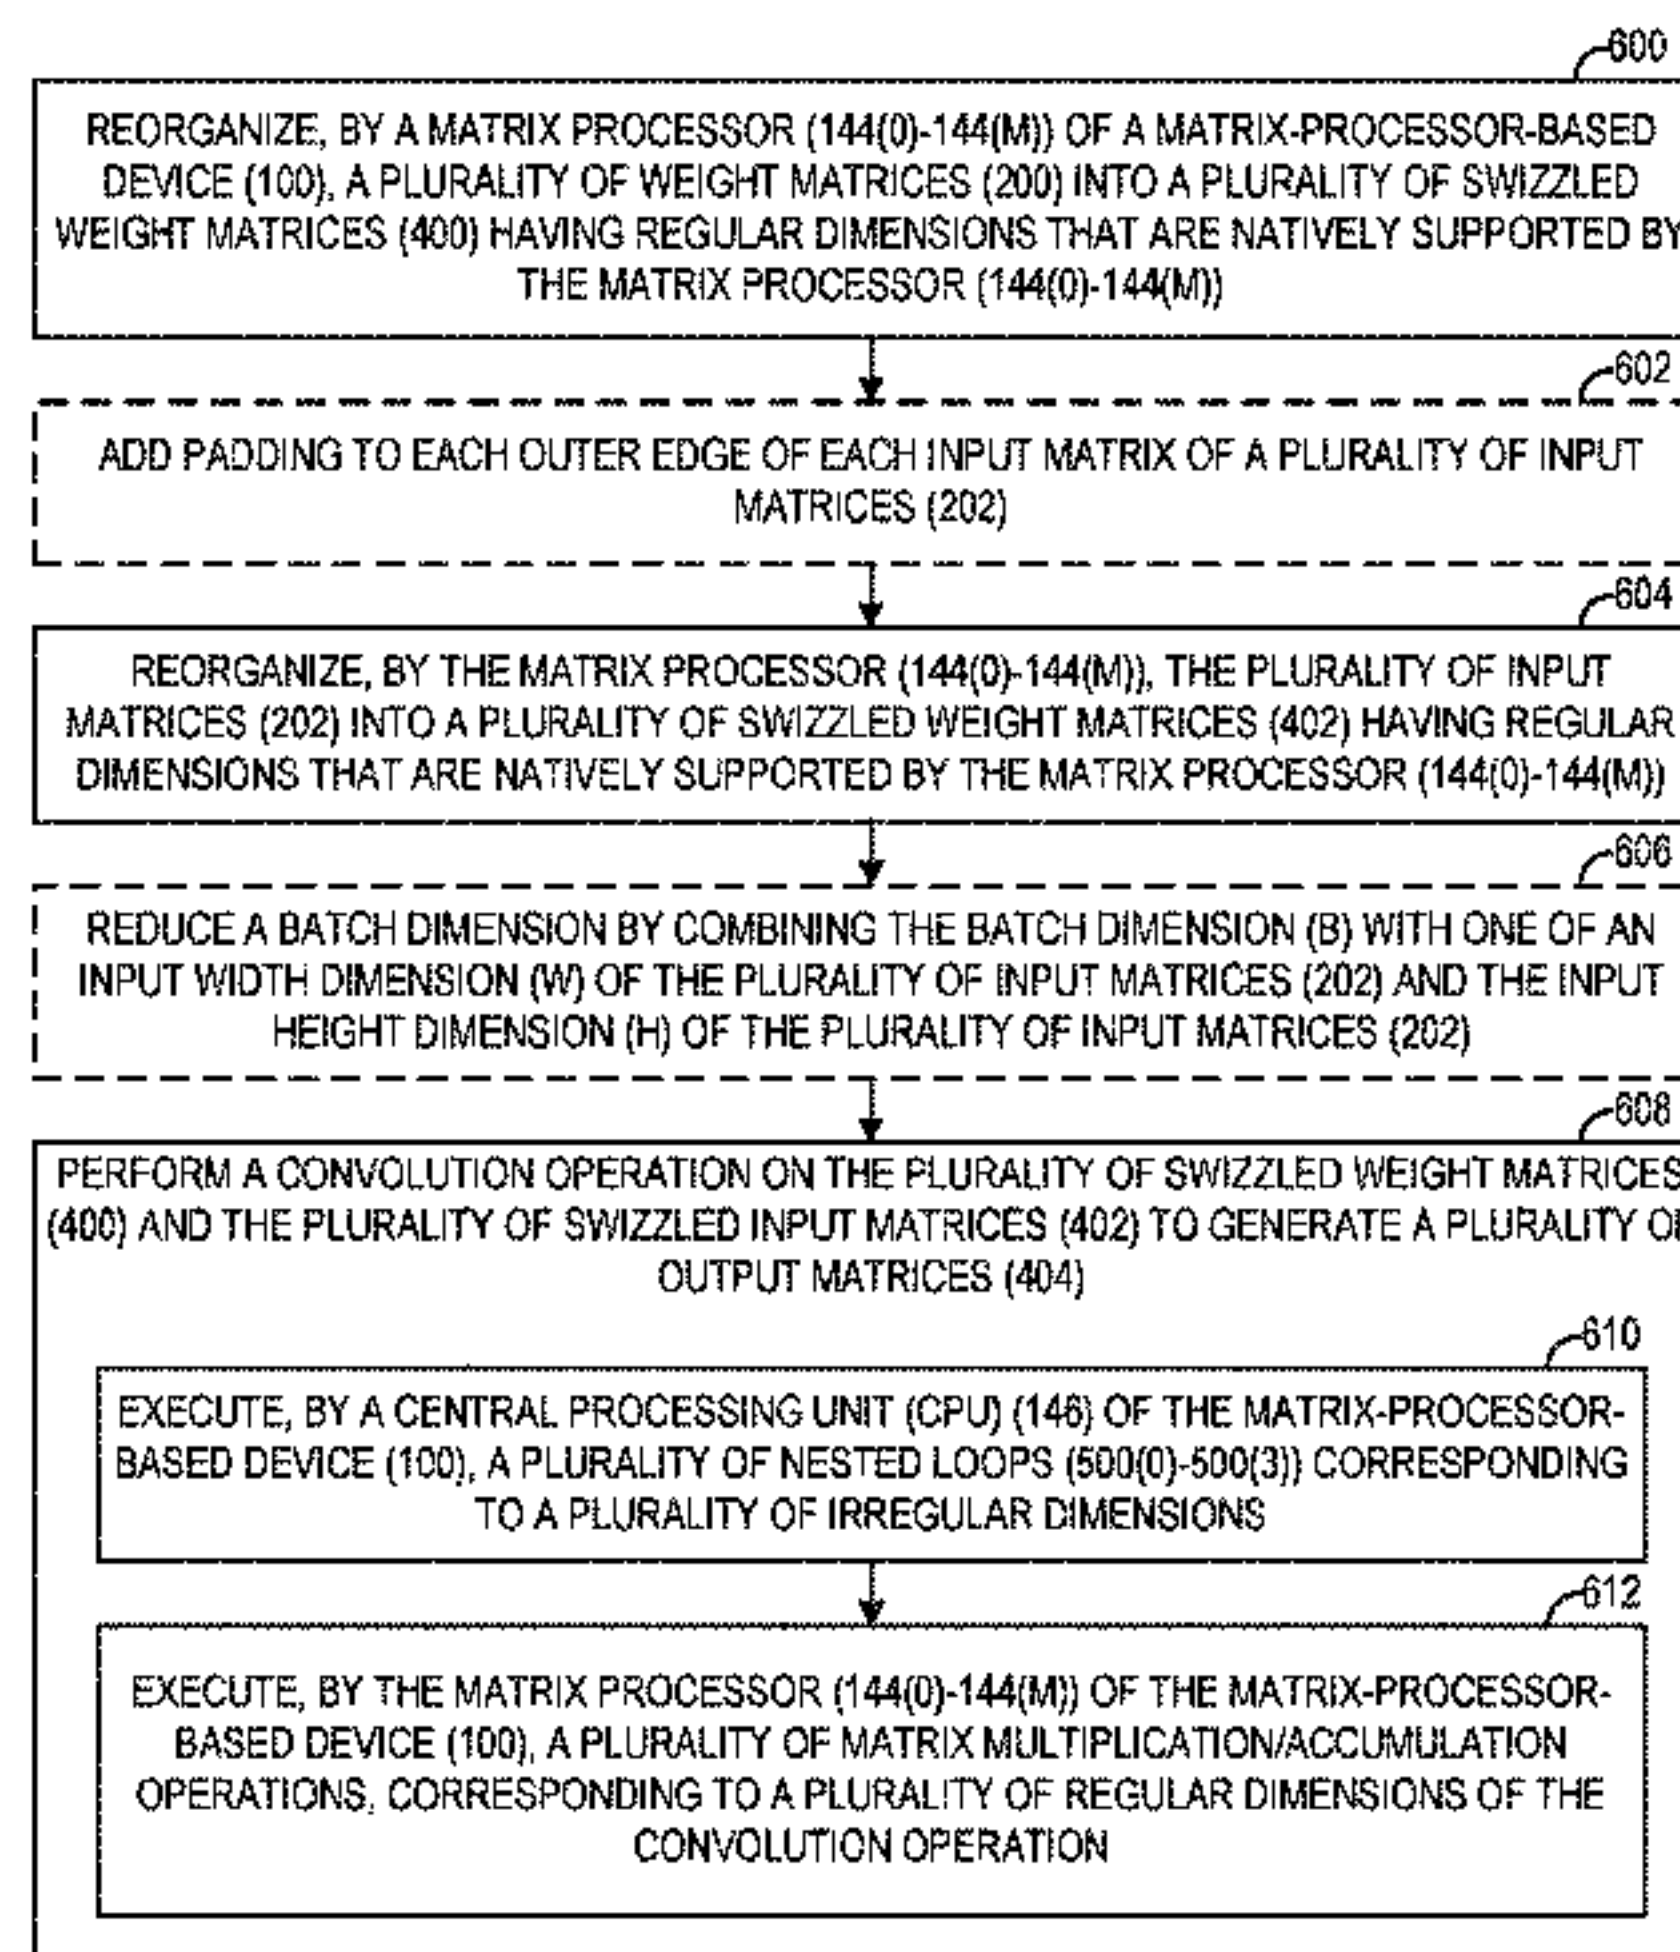 600
REORGANIZE, BY A MATRIX PROCESSOR (144(0)-144(M)) OF A MATRIX-PROCESSOR-BASED
DEVICE (100), A PLURALITY OF WEIGHT MATRICES (200) INTO A PLURALITY OF SWIZZLED
WEIGHT MATRICES (400) HAVING REGULAR DIMENSIONS THAT ARE NATIVELY SUPPORTED BY
THE MATRIX PROCESSOR (144(0)-144(M))
602
ADD PADDING TO EACH OUTER EDGE OF EACH INPUT MATRIX OF A PLURALITY OF INPUT
MATRICES (202)
604
REORGANIZE, BY THE MATRIX PROCESSOR (144(0)-144(M)), THE PLURALITY OF INPUT
MATRICES (202) INTO A PLURALITY OF SWIZZLED WEIGHT MATRICES (402) HAVING REGULAR
DIMENSIONS THAT ARE NATIVELY SUPPORTED BY THE MATRIX PROCESSOR (144(0)-144(M))
606
REDUCE A BATCH DIMENSION BY COMBINING THE BATCH DIMENSION (B) WITH ONE OF AN
INPUT WIDTH DIMENSION (W) OF THE PLURALITY OF INPUT MATRICES (202) AND THE INPUT
HEIGHT DIMENSION (H) OF THE PLURALITY OF INPUT MATRICES (202)
608
PERFORM A CONVOLUTION OPERATION ON THE PLURALITY OF SWIZZLED WEIGHT MATRICES
(400) AND THE PLURALITY OF SWIZZLED INPUT MATRICES (402) TO GENERATE A PLURALITY OF
OUTPUT MATRICES (404)
610
EXECUTE, BY A CENTRAL PROCESSING UNIT (CPU) (146) OF THE MATRIX-PROCESSOR-
BASED DEVICE (100), A PLURALITY OF NESTED LOOPS (500(0)-500(3)) CORRESPONDING
TO A PLURALITY OF IRREGULAR DIMENSIONS
612
EXECUTE, BY THE MATRIX PROCESSOR (144(0)-144(M)) OF THE MATRIX-PROCESSOR-
BASED DEVICE (100), A PLURALITY OF MATRIX MULTIPLICATION/ACCUMULATION
OPERATIONS, CORRESPONDING TO A PLURALITY OF REGULAR DIMENSIONS OF THE
CONVOLUTION OPERATION